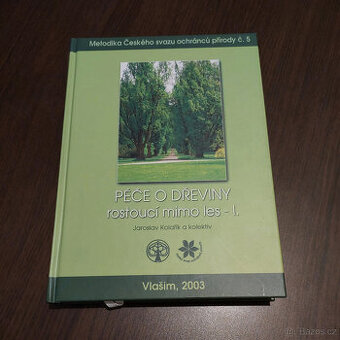 Metodika Českého svazu ochránců přírody č. 5
PÉČE O DŘEVINY
rostoucí mimo les - I.
Jaroslav Kolařík a kolektiv
Vlašim, 2003